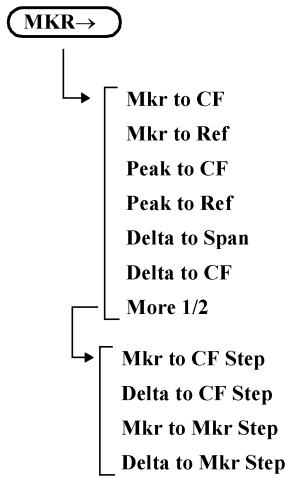 MKR→
Mkr to CF
Mkr to Ref
Peak to CF
Peak to Ref
Delta to Span
Delta to CF
More 1/2
Mkr to CF Step
Delta to CF Step
Mkr to Mkr Step
Delta to Mkr Step